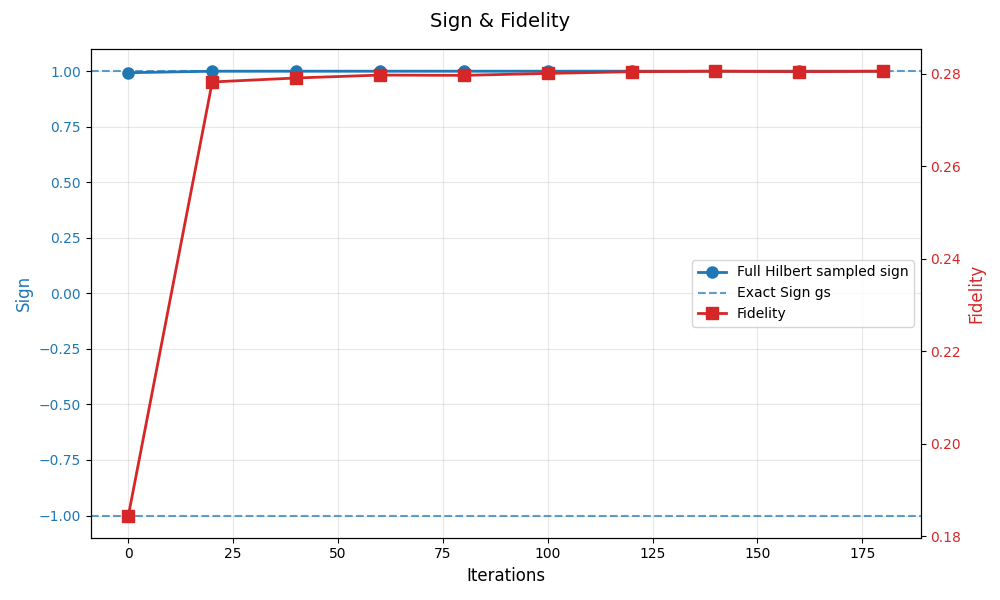 Sign & Fidelity
1.00
0.75
0.50
0.25
0.00
−0.25
−0.50
−0.75
−1.00
Sign
0.28
0.26
0.24
0.22
0.20
0.18
Fidelity
Full Hilbert sampled sign
Exact Sign gs
Fidelity
0 25 50 75 100 125 150 175
Iterations